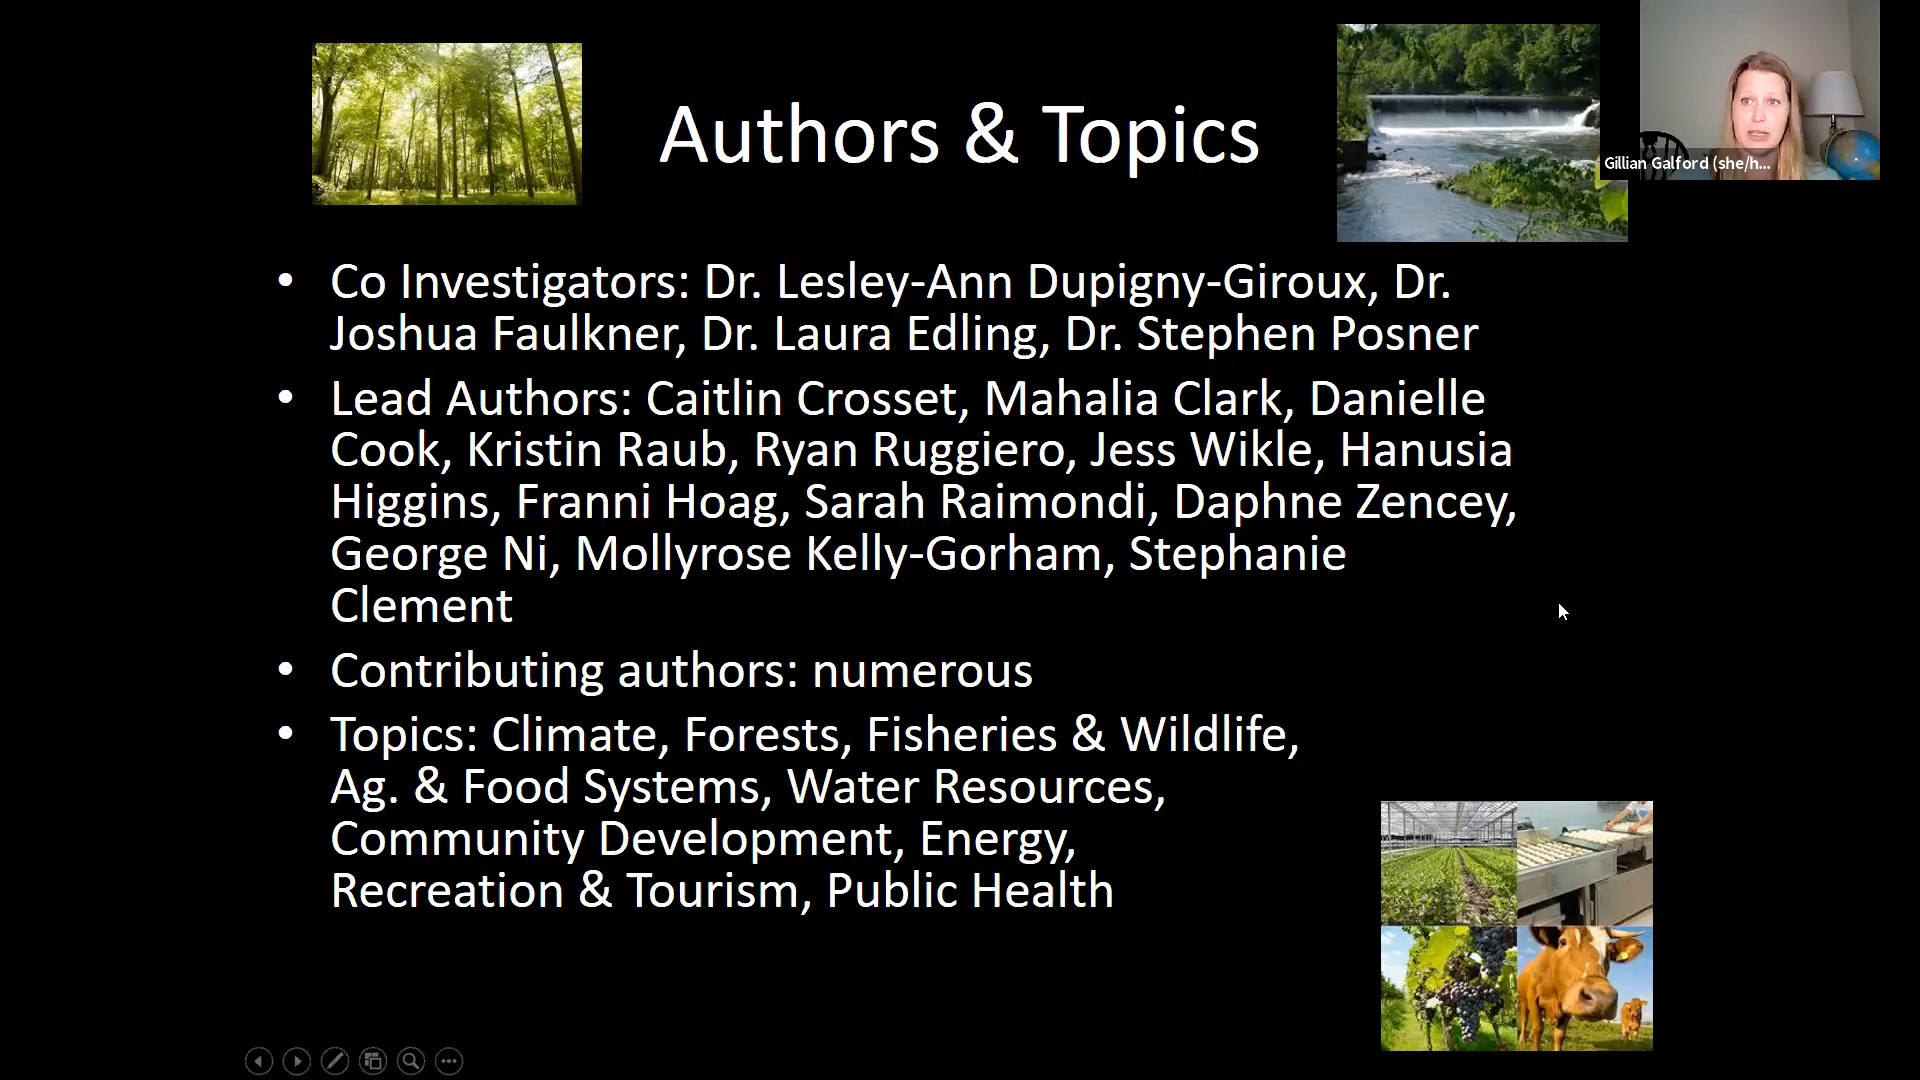 Authors & Topics
Gillian Galford (she/h...
• Co Investigators: Dr. Lesley-Ann Dupigny-Giroux, Dr.
Joshua Faulkner, Dr. Laura Edling, Dr. Stephen Posner
• Lead Authors: Caitlin Crosset, Mahalia Clark, Danielle
Cook, Kristin Raub, Ryan Ruggiero, Jess Wikle, Hanusia
Higgins, Franni Hoag, Sarah Raimondi, Daphne Zencey,
George Ni, Mollyrose Kelly-Gorham, Stephanie
Clement
• Contributing authors: numerous
• Topics: Climate, Forests, Fisheries & Wildlife,
Ag. & Food Systems, Water Resources,
Community Development, Energy,
Recreation & Tourism, Public Health